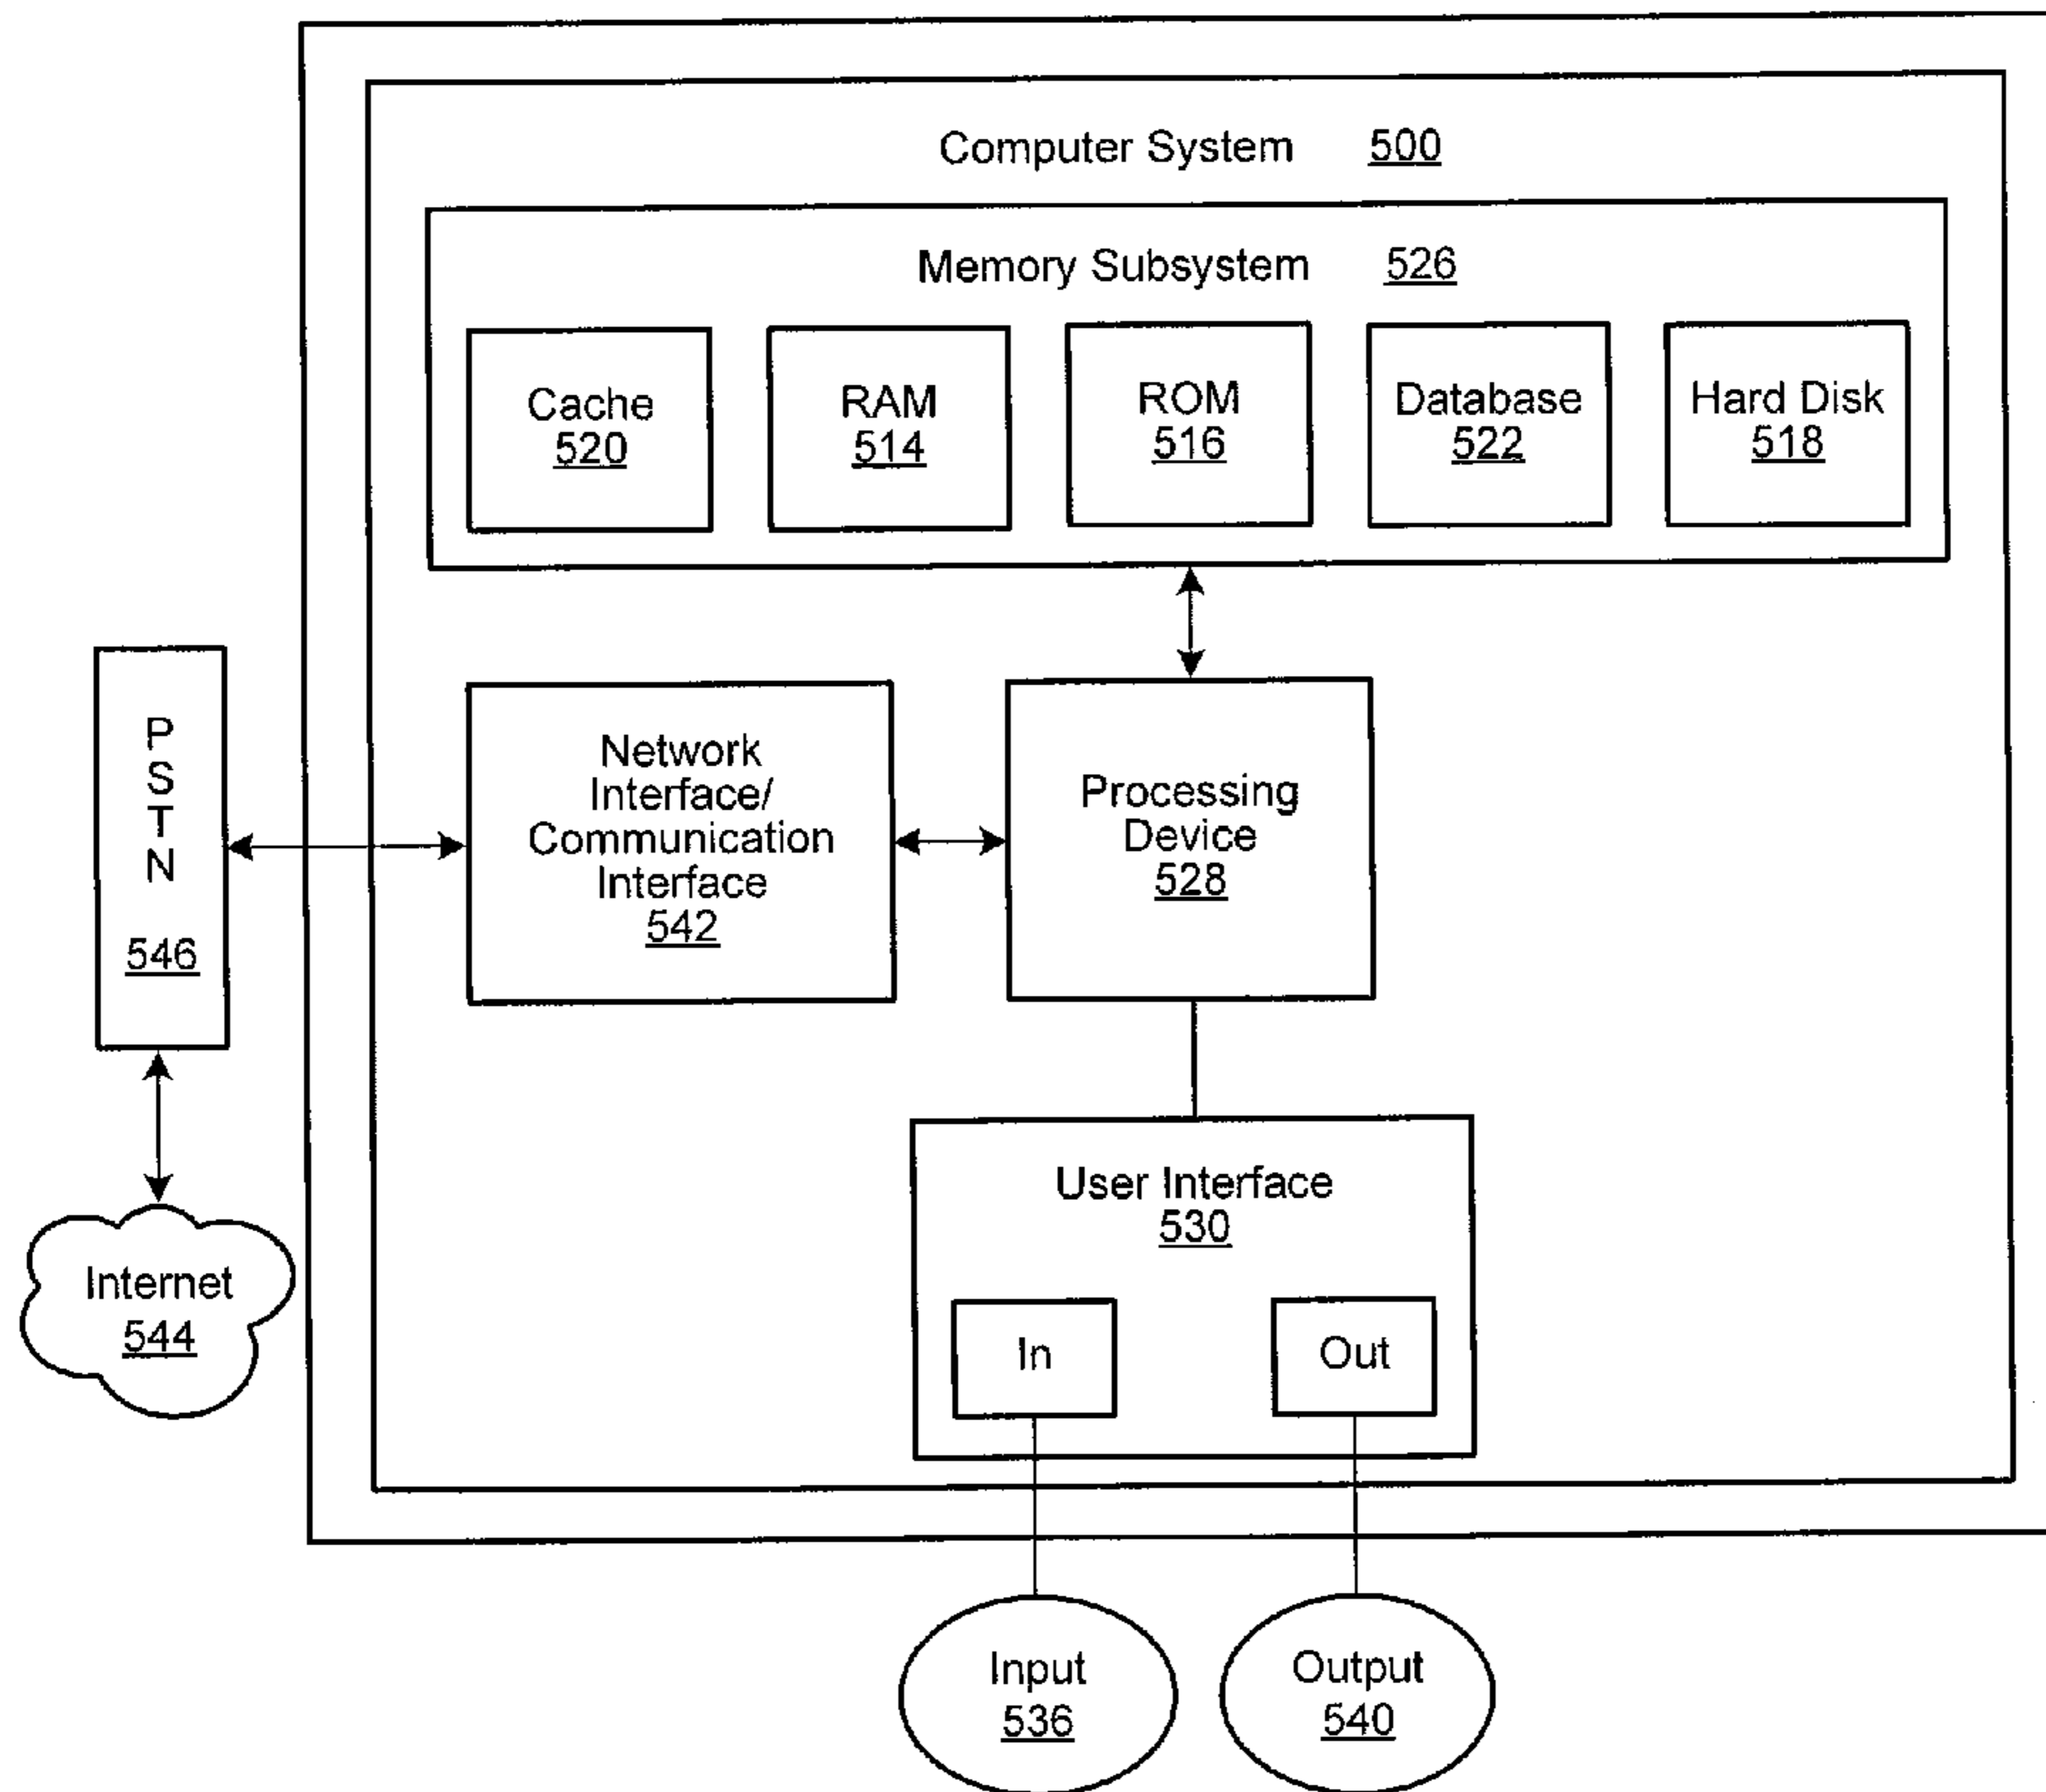 Computer System 500
Memory Subsystem 526
Cache
520
RAM
514
ROM
516
Database
522
Hard Disk
518
P
S
T
N
546
Network
Interface/
Communication
Interface
542
Processing
Device
528
User Interface
530
In
Out
Internet
544
Input
536
Output
540